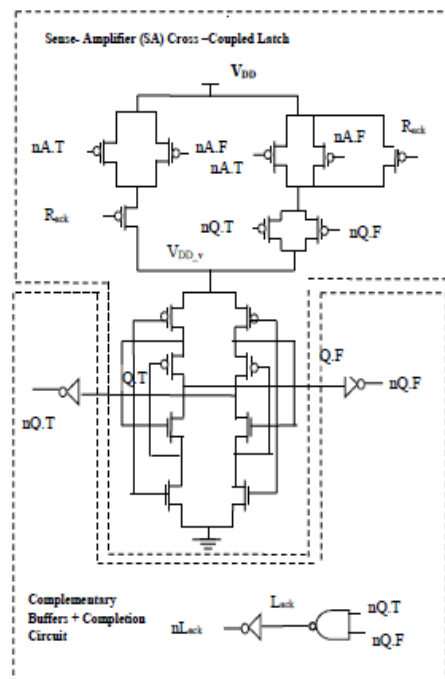 Sense- Amplifier (SA) Cross –Coupled Latch
VDD
nA.T
nA.F
nA.F
nA.T
Rack
Rack
nQ.T
nQ.F
VDD_v
Q.T
Q.F
nQ.T
nQ.F
Complementary
Buffers + Completion
Circuit
Lack
nLack
nQ.T
nQ.F